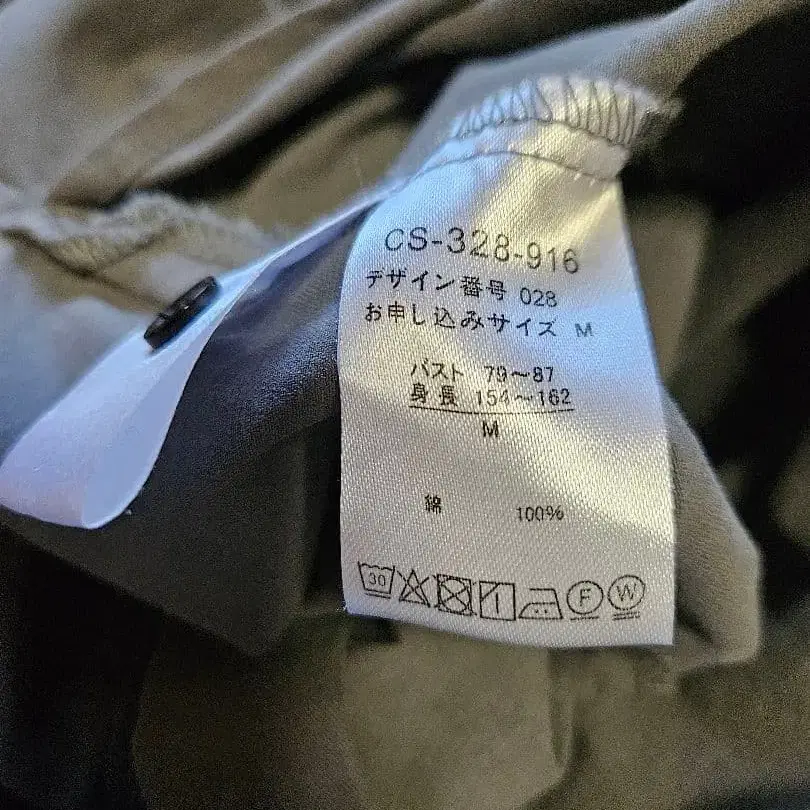 CS-328-916
デザイン番号 028
お申し込みサイズ M
バスト 79～87
身長 154～162
M
綿 100%
30 F W